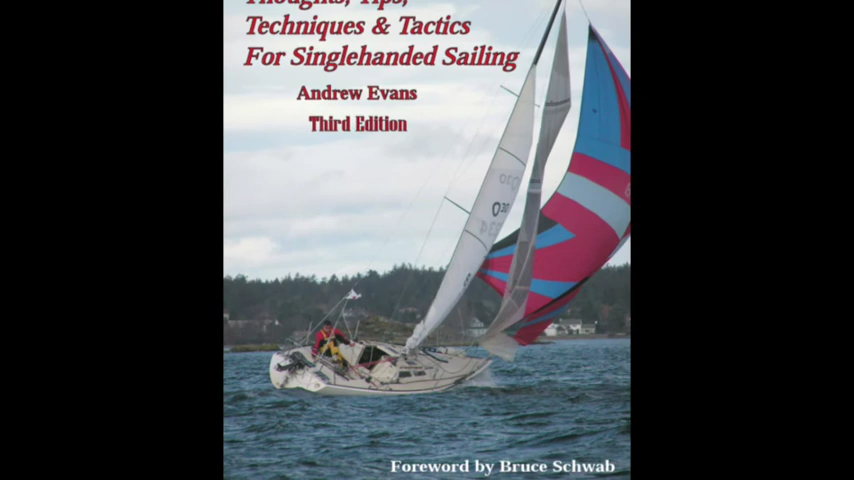 Thoughts, Tips,
Techniques & Tactics
For Singlehanded Sailing
Andrew Evans
Third Edition
Foreword by Bruce Schwab